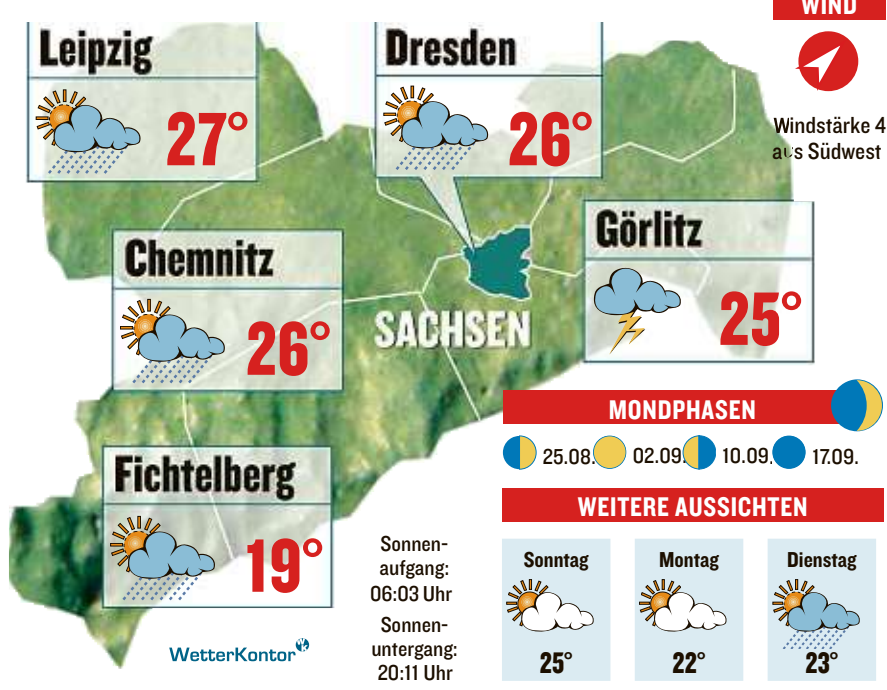 WIND
Windstärke 4
aus Südwest
Leipzig
27°
Dresden
26°
Görlitz
25°
Chemnitz
26°
SACHSEN
Fichtelberg
19°
MONDPHASEN
25.08. 02.09. 10.09. 17.09.
WEITERE AUSSICHTEN
Sonntag
25°
Montag
22°
Dienstag
23°
Sonnen-
aufgang:
06:03 Uhr
Sonnen-
untergang:
20:11 Uhr
WetterKontor